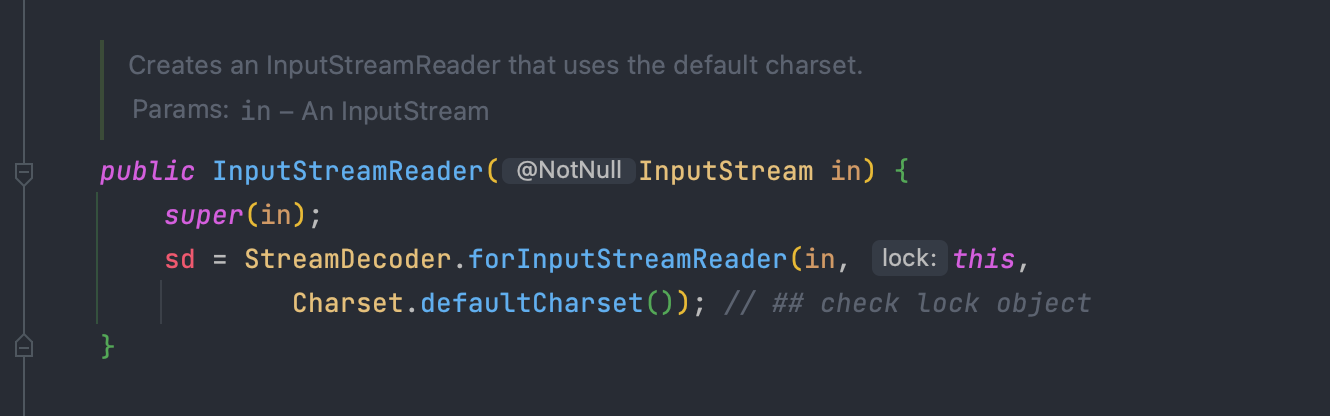 Creates an InputStreamReader that uses the default charset.
Params: in – An InputStream
public InputStreamReader( @NotNull InputStream in) {
super(in);
sd = StreamDecoder.forInputStreamReader(in, lock: this,
Charset.defaultCharset()); // ## check lock object
}